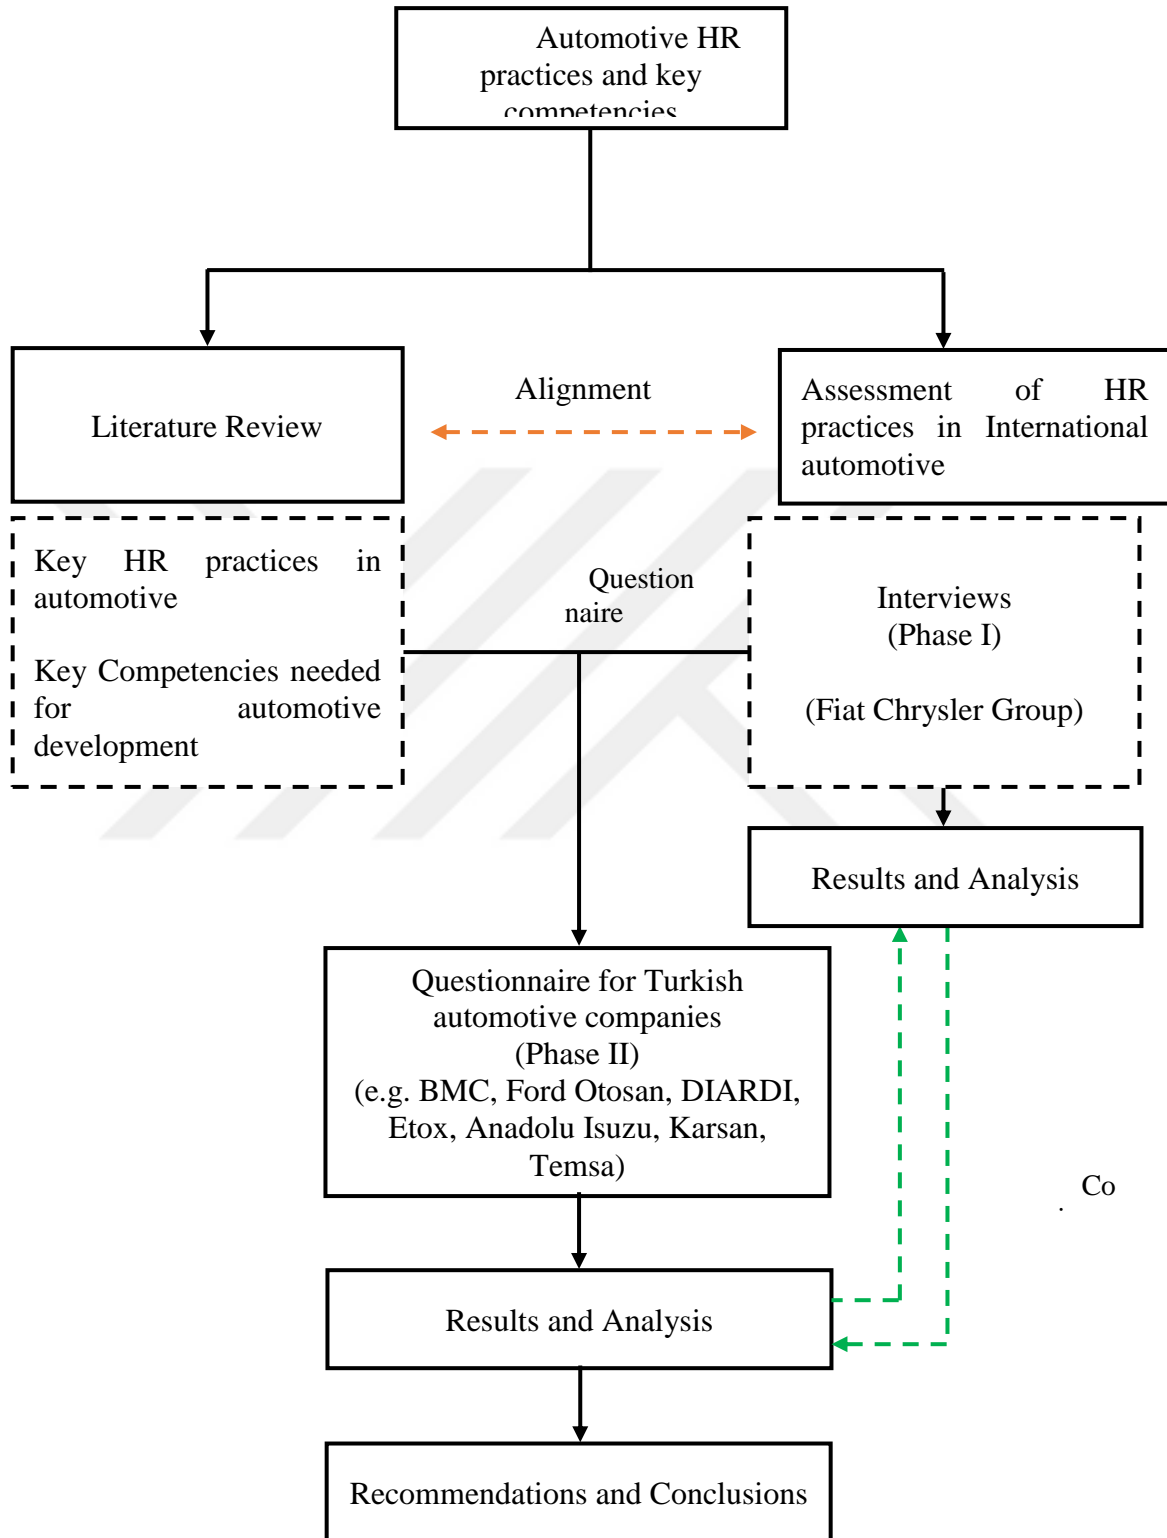 Automotive HR
practices and key
competencies
Literature Review
Alignment
Assessment of HR
practices in International
automotive
Key HR practices in
automotive
Key Competencies needed
for automotive
development
Question
naire
Interviews
(Phase I)
(Fiat Chrysler Group)
Results and Analysis
Questionnaire for Turkish
automotive companies
(Phase II)
(e.g. BMC, Ford Otosan, DIARDI,
Etox, Anadolu Isuzu, Karsan,
Temsa)
Co
.
Results and Analysis
Recommendations and Conclusions